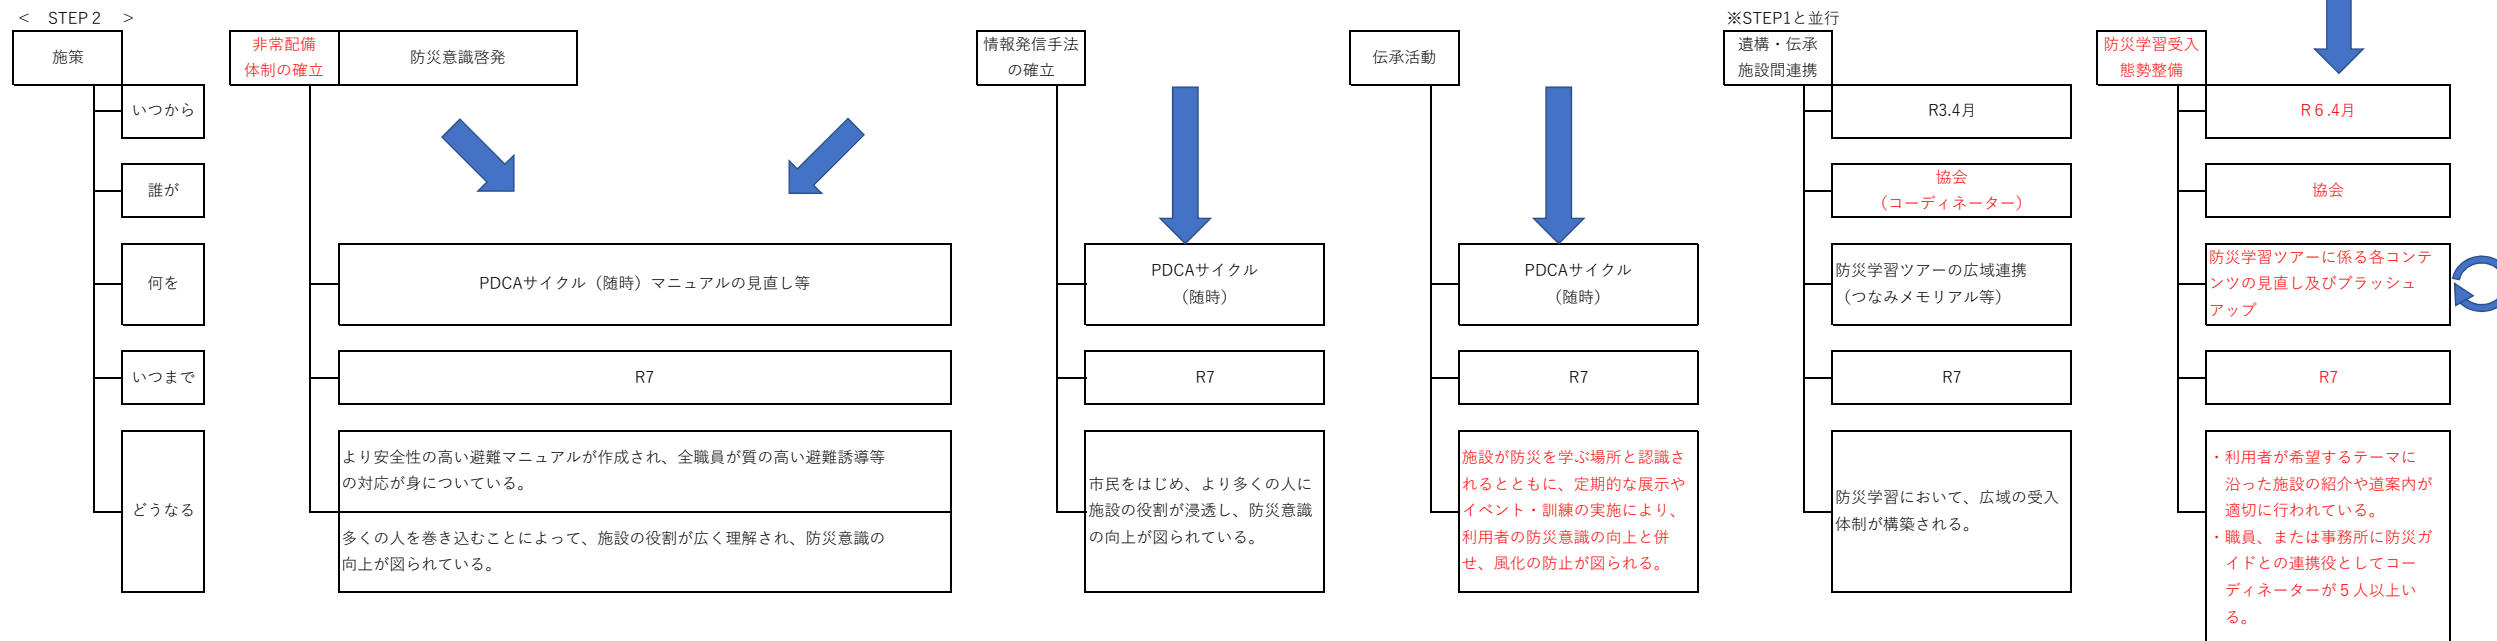 ＜　STEP２　＞
※STEP1と並行
施策
非常配備
体制の確立
防災意識啓発
情報発信手法
の確立
伝承活動
遺構・伝承
施設間連携
防災学習受入
態勢整備
いつから
R3.4月
R６.4月
誰が
協会
（コーディネーター）
協会
何を
PDCAサイクル（随時）マニュアルの見直し等
PDCAサイクル
（随時）
PDCAサイクル
（随時）
防災学習ツアーの広域連携
（つなみメモリアル等）
防災学習ツアーに係る各コンテ
ンツの見直し及びブラッシュ
アップ
いつまで
R7
R7
R7
R7
R7
どうなる
より安全性の高い避難マニュアルが作成され、全職員が質の高い避難誘導等
の対応が身についている。
多くの人を巻き込むことによって、施設の役割が広く理解され、防災意識の
向上が図られている。
市民をはじめ、より多くの人に
施設の役割が浸透し、防災意識
の向上が図られている。
施設が防災を学ぶ場所と認識さ
れるとともに、定期的な展示や
イベント・訓練の実施により、
利用者の防災意識の向上と併
せ、風化の防止が図られる。
防災学習において、広域の受入
体制が構築される。
・利用者が希望するテーマに
沿った施設の紹介や道案内が
適切に行われている。
・職員、または事務所に防災ガ
イドとの連携役としてコー
ディネーターが５人以上い
る。